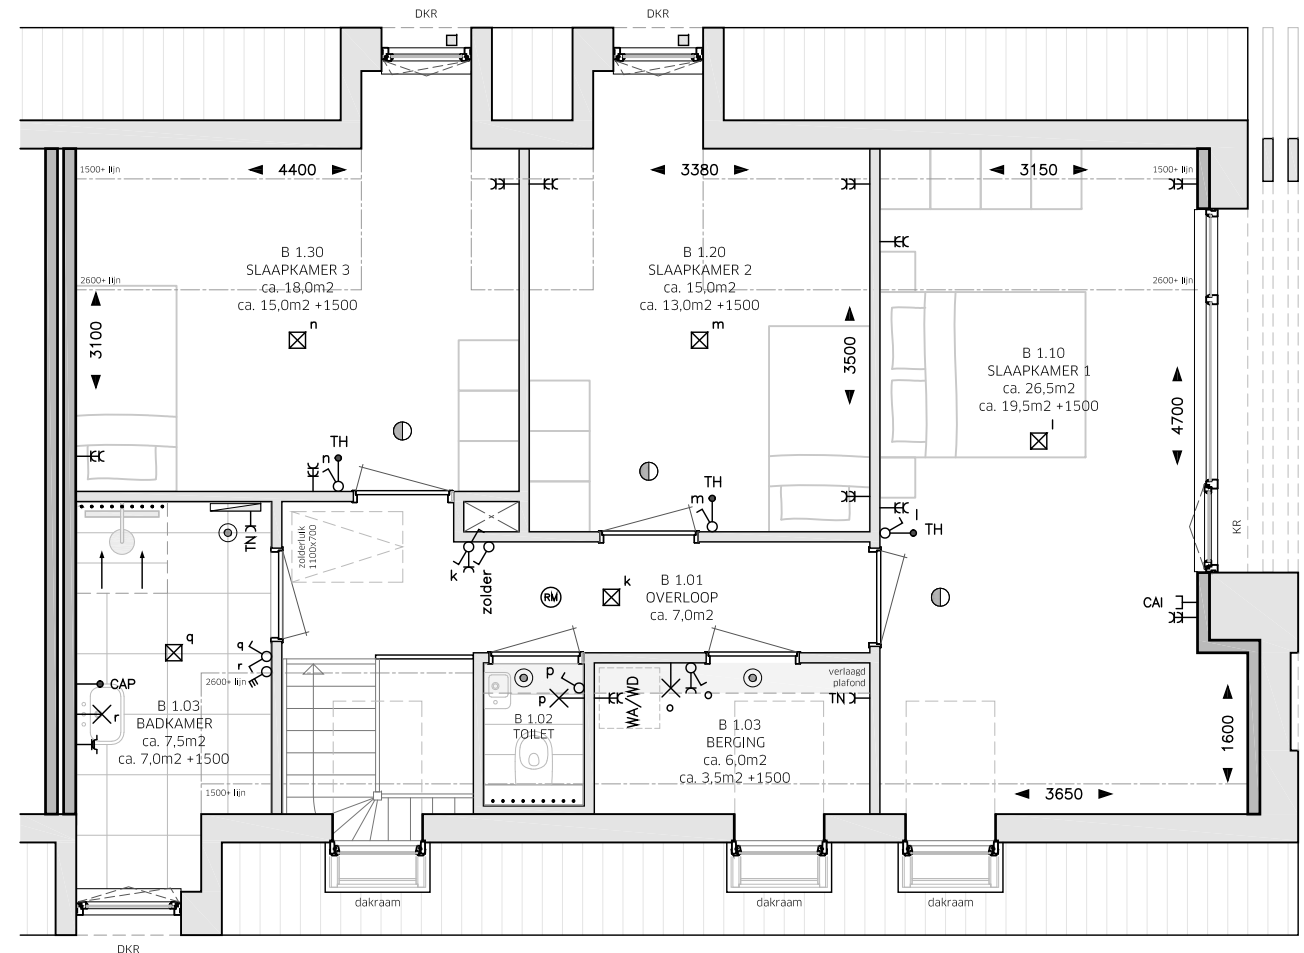 DKR
DKR
1500+ lijn
4400
3380
3150
1500+ lijn
B 1.30
SLAAPKAMER 3
ca. 18,0m2
ca. 15,0m2 +1500
n
B 1.20
SLAAPKAMER 2
ca. 15,0m2
ca. 13,0m2 +1500
m
2600+ lijn
2600+ lijn
3100
3500
B 1.10
SLAAPKAMER 1
ca. 26,5m2
ca. 19,5m2 +1500
l
4700
TH
n
TH
m
l
TH
KR
TN
zolderluik
1100x700
k
zolder
RM
k
B 1.01
OVERLOOP
ca. 7,0m2
CAI
q
q
r
2600+ lijn
CAP
r
B 1.03
BADKAMER
ca. 7,5m2
ca. 7,0m2 +1500
1500+ lijn
p
p
B 1.02
TOILET
WA/WD
o
o
verlaagd
plafond
TN
B 1.03
BERGING
ca. 6,0m2
ca. 3,5m2 +1500
1600
3650
dakraam
dakraam
dakraam
DKR